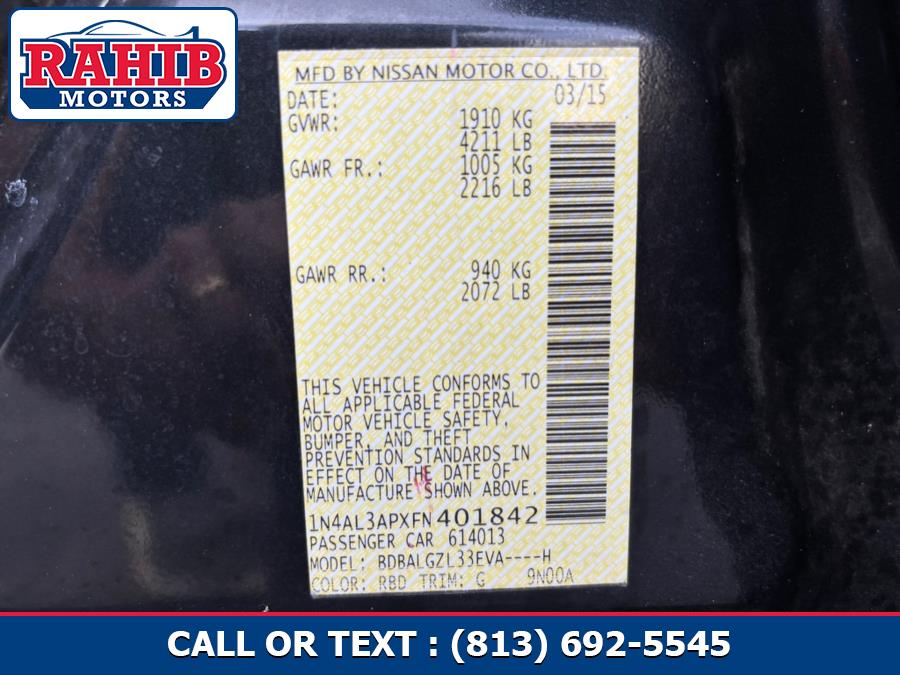 RAHIB
MOTORS
MFD BY NISSAN MOTOR CO., LTD.
DATE: 03/15
GVWR: 1910 KG
4211 LB
GAWR FR.: 1005 KG
2216 LB
GAWR RR.: 940 KG
2072 LB
THIS VEHICLE CONFORMS TO
ALL APPLICABLE FEDERAL
MOTOR VEHICLE SAFETY,
BUMPER, AND THEFT
PREVENTION STANDARDS IN
EFFECT ON THE DATE OF
MANUFACTURE SHOWN ABOVE.
1N4AL3APXFN401842
PASSENGER CAR 614013
MODEL: BDBALGZL33EVA----H
COLOR: RBD TRIM: G 9N00A
CALL OR TEXT : (813) 692-5545